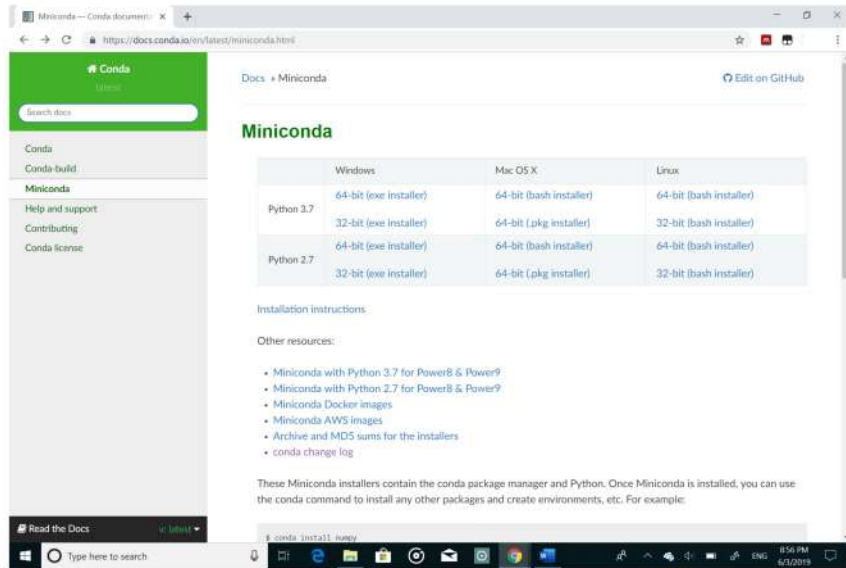 Miniconda — Conda documenta
https://docs.conda.io/en/latest/miniconda.html
Conda
latest
Search docs
Conda
Conda-build
Miniconda
Help and support
Contributing
Conda license
Read the Docs
v: latest
Docs » Miniconda
Edit on GitHub
Miniconda
Windows Mac OS X Linux
Python 3.7
64-bit (exe installer) 64-bit (bash installer) 64-bit (bash installer)
32-bit (exe installer) 64-bit (.pkg installer) 32-bit (bash installer)
Python 2.7
64-bit (exe installer) 64-bit (bash installer) 64-bit (bash installer)
32-bit (exe installer) 64-bit (.pkg installer) 32-bit (bash installer)
Installation instructions
Other resources:
• Miniconda with Python 3.7 for Power8 & Power9
• Miniconda with Python 2.7 for Power8 & Power9
• Miniconda Docker images
• Miniconda AWS images
• Archive and MD5 sums for the installers
• conda change log
These Miniconda installers contain the conda package manager and Python. Once Miniconda is installed, you can use
the conda command to install any other packages and create environments, etc. For example:
$ conda install numpy
Type here to search
ENG
8:56 PM
6/3/2019